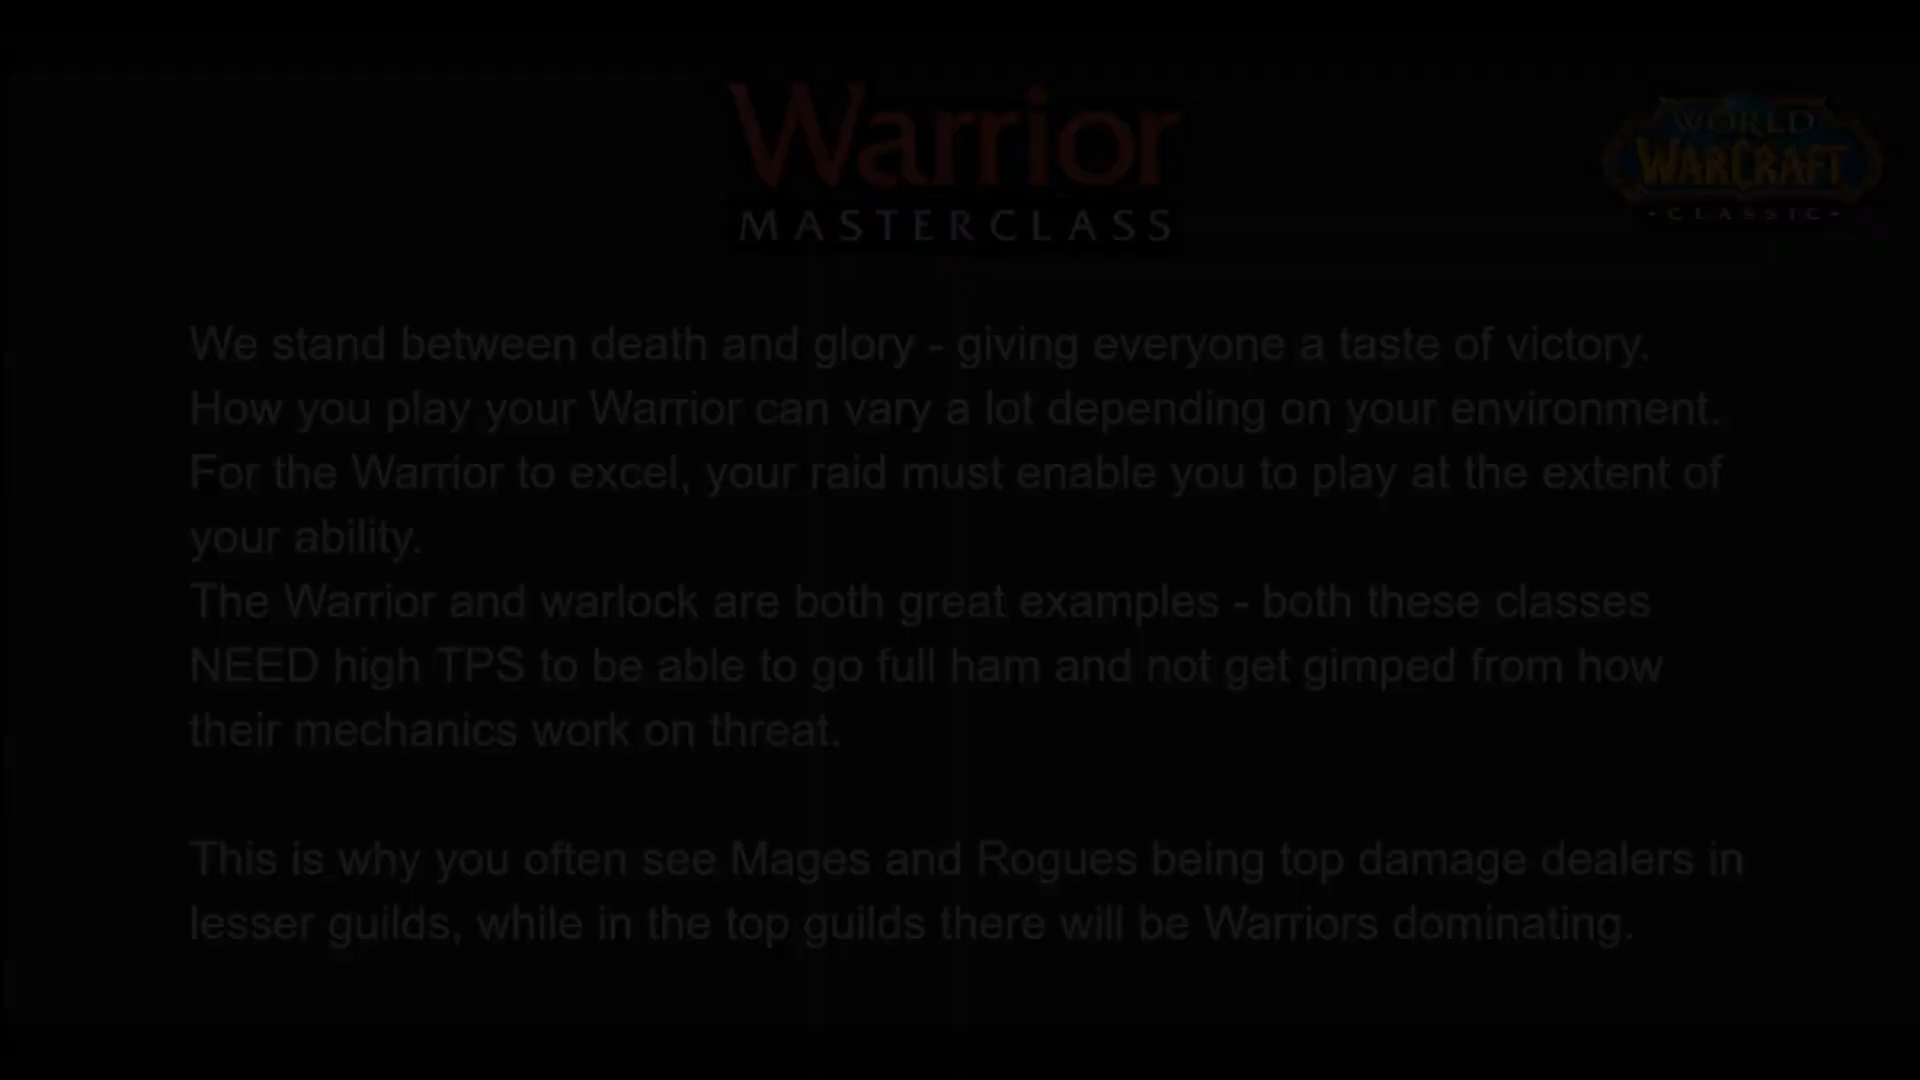 Warrior
MASTERCLASS
WORLD
WARCRAFT
CLASSIC
We stand between death and glory - giving everyone a taste of victory.
How you play your Warrior can vary a lot depending on your environment.
For the Warrior to excel, your raid must enable you to play at the extent of
your ability.
The Warrior and warlock are both great examples - both these classes
NEED high TPS to be able to go full ham and not get gimped from how
their mechanics work on threat.
This is why you often see Mages and Rogues being top damage dealers in
lesser guilds, while in the top guilds there will be Warriors dominating.